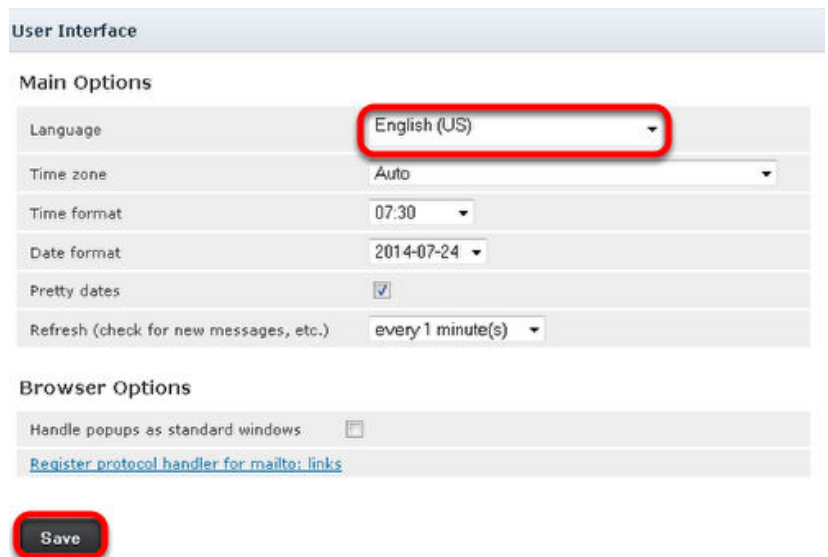 User Interface
Main Options
Language English (US)
Time zone Auto
Time format 07:30
Date format 2014-07-24
Pretty dates
Refresh (check for new messages, etc.) every 1 minute(s)
Browser Options
Handle popups as standard windows
Register protocol handler for mailto: links
Save